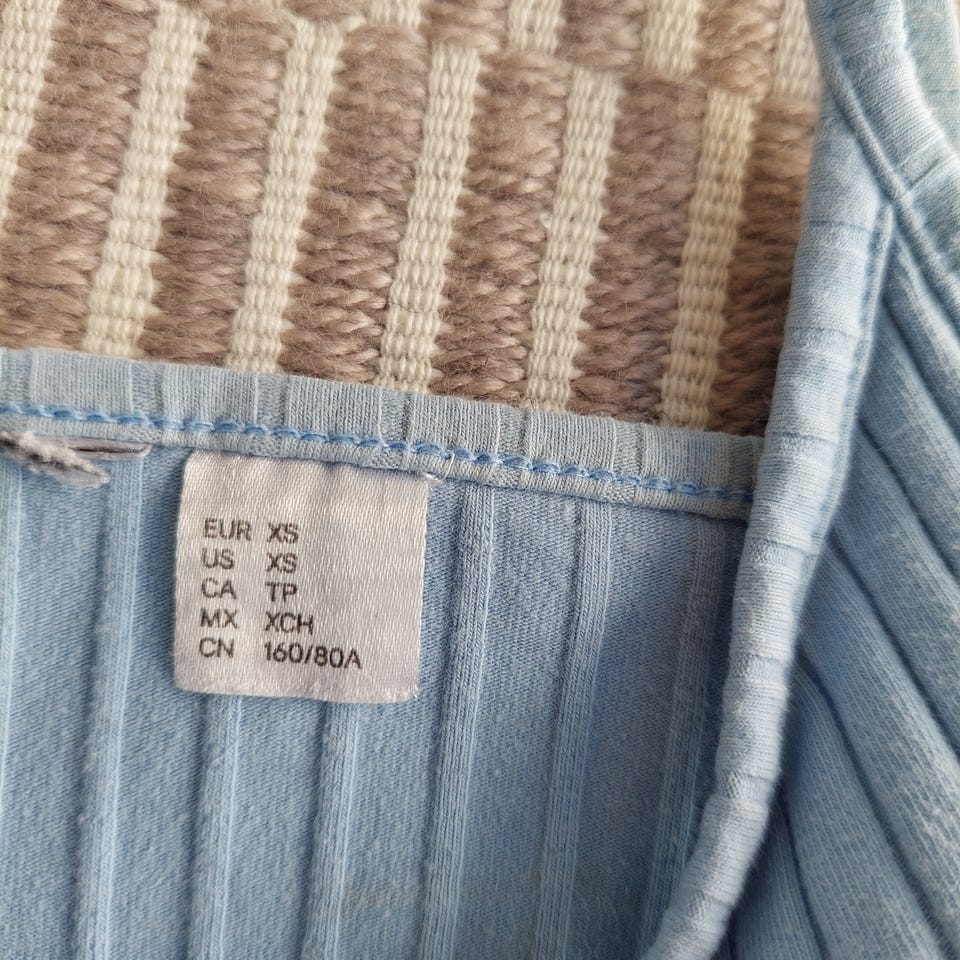 EUR XS
US XS
CA TP
MX XCH
CN 160/80A